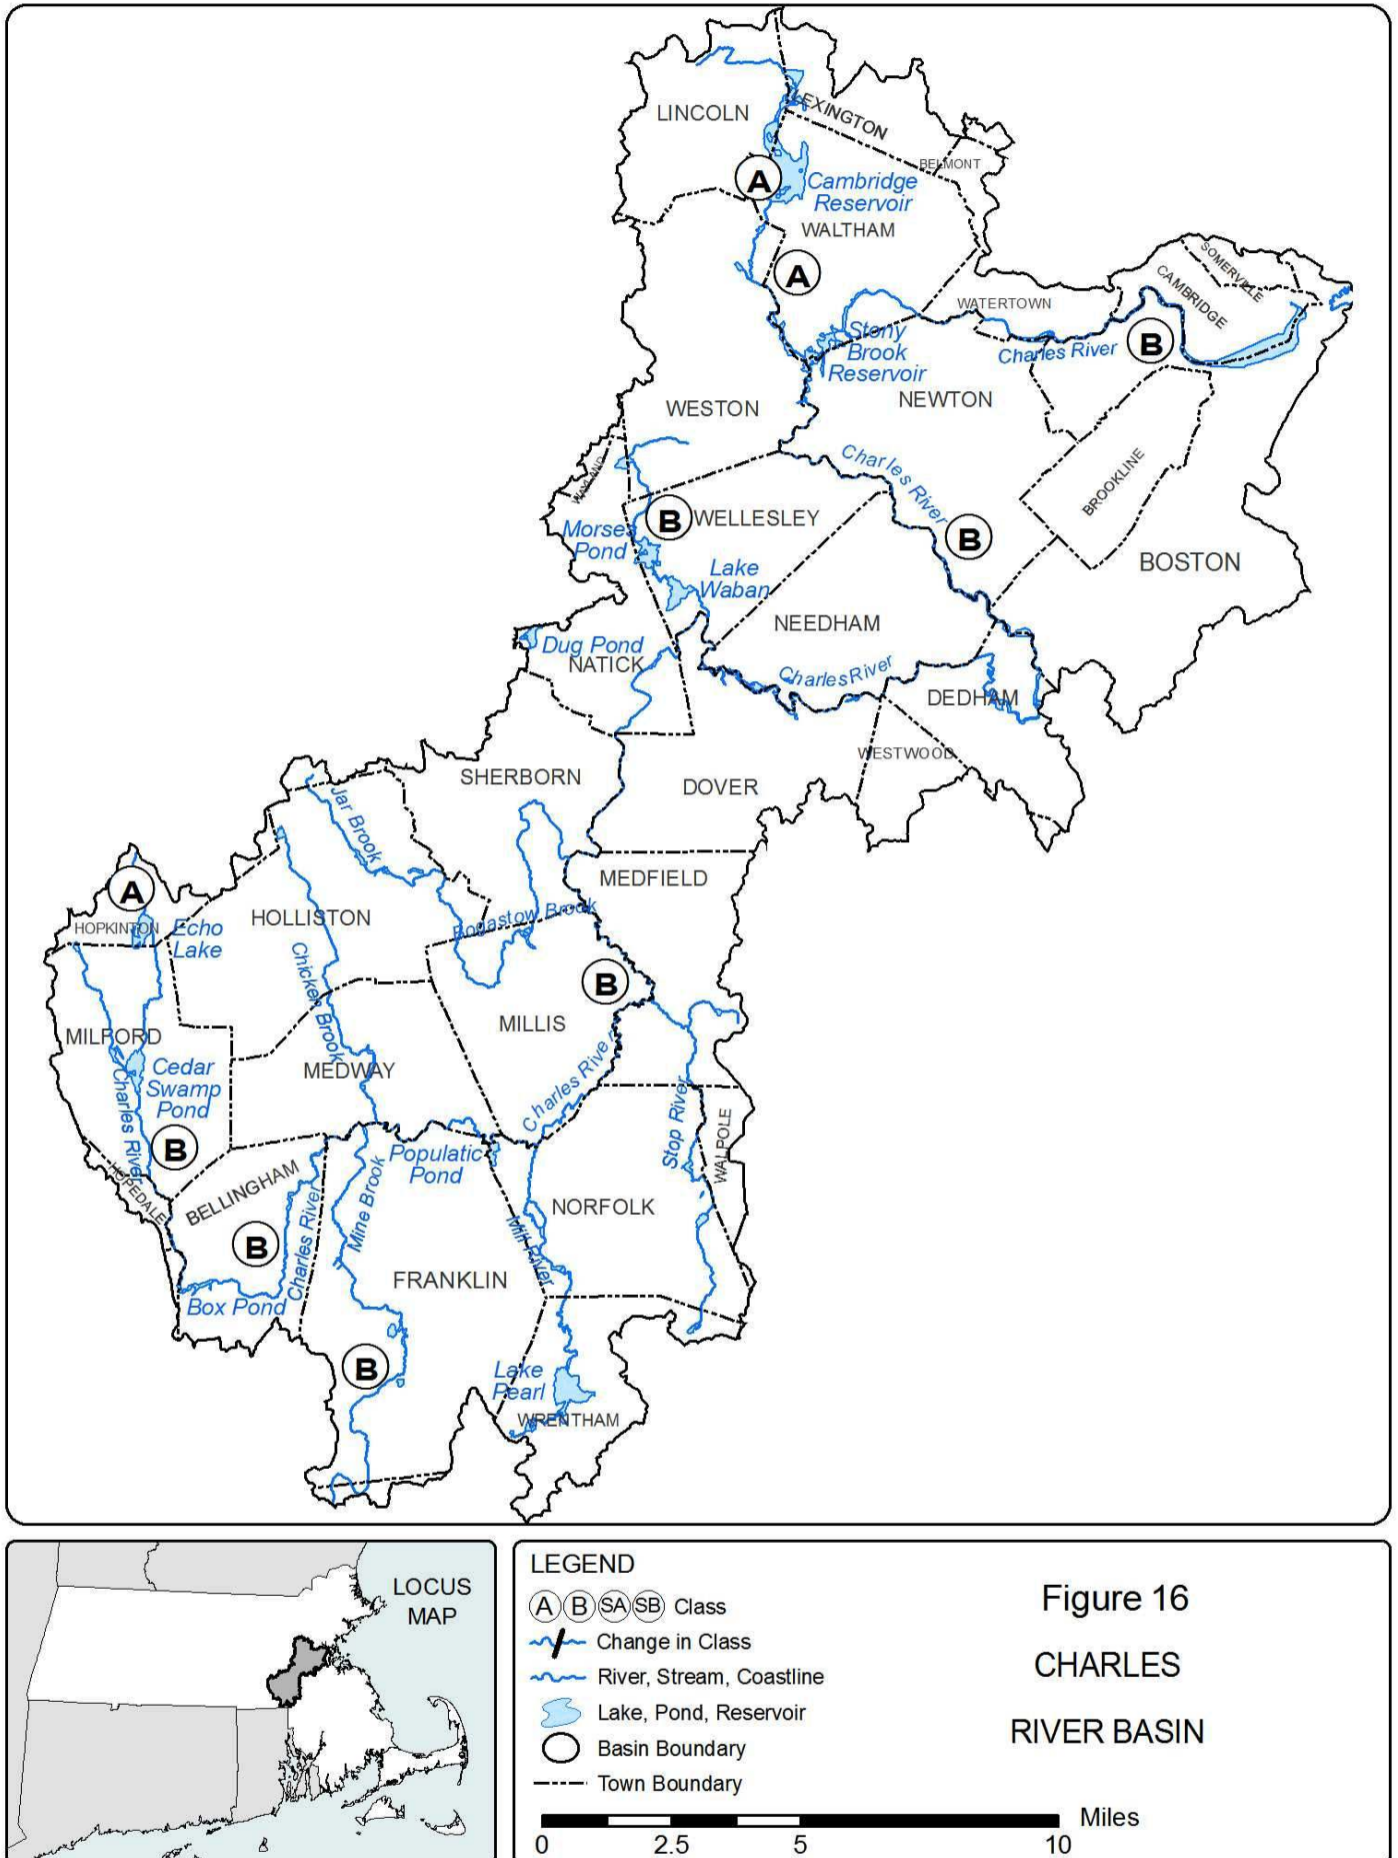 LINCOLN
LEXINGTON
BELMONT
A
Cambridge
Reservoir
WALTHAM
A
SOMERVILLE
CAMBRIDGE
WATERTOWN
Stony
Brook
Reservoir
Charles River
B
WESTON
NEWTON
WAYLAND
Charles River
BROOKLINE
B
WELLESLEY
Morses
Pond
B
BOSTON
Lake
Waban
NEEDHAM
Dug Pond
NATICK
Charles River
DEDHAM
WESTWOOD
SHERBORN
DOVER
Jar Brook
MEDFIELD
A
HOPKINTON
Echo
Lake
HOLLISTON
Bogastow Brook
Chicken Brook
B
MILLIS
MILFORD
Cedar
Swamp
Pond
MEDWAY
Charles River
Charles River
Stop River
WALPOLE
B
Populatic
Pond
HOPEDALE
BELLINGHAM
Mine Brook
NORFOLK
B
Charles River
Mill River
FRANKLIN
Box Pond
B
Lake
Pearl
WRENTHAM
LOCUS
MAP
LEGEND
A B SA SB Class
Change in Class
River, Stream, Coastline
Lake, Pond, Reservoir
Basin Boundary
Town Boundary
Miles
0 2.5 5 10
Figure 16
CHARLES
RIVER BASIN